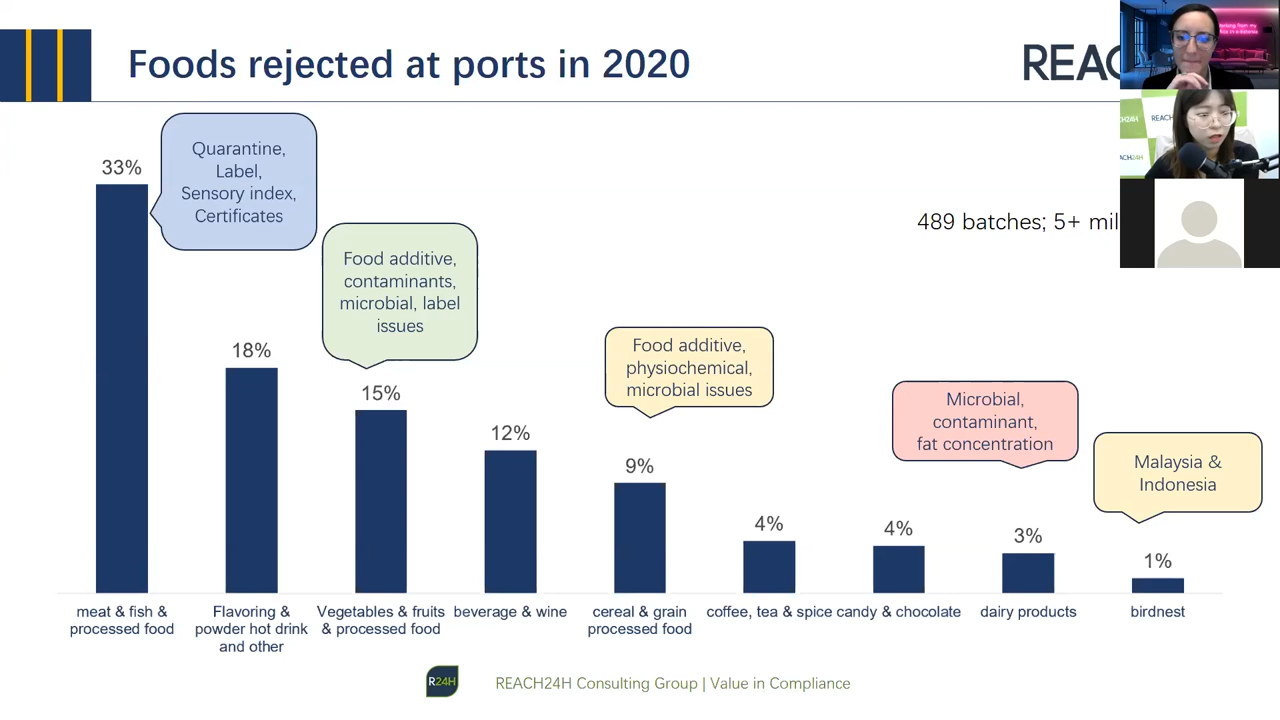 Foods rejected at ports in 2020
REAC
489 batches; 5+ mil
33%
Quarantine,
Label,
Sensory index,
Certificates
18%
Food additive,
contaminants,
microbial, label
issues
15%
12%
Food additive,
physiochemical,
microbial issues
9%
4%
4%
Microbial,
contaminant,
fat concentration
3%
Malaysia &
Indonesia
1%
meat & fish &
processed food
Flavoring &
powder hot drink
and other
Vegetables & fruits
& processed food
beverage & wine
cereal & grain
processed food
coffee, tea & spice
candy & chocolate
dairy products
birdnest
R24H
REACH24H Consulting Group | Value in Compliance
REACH24H